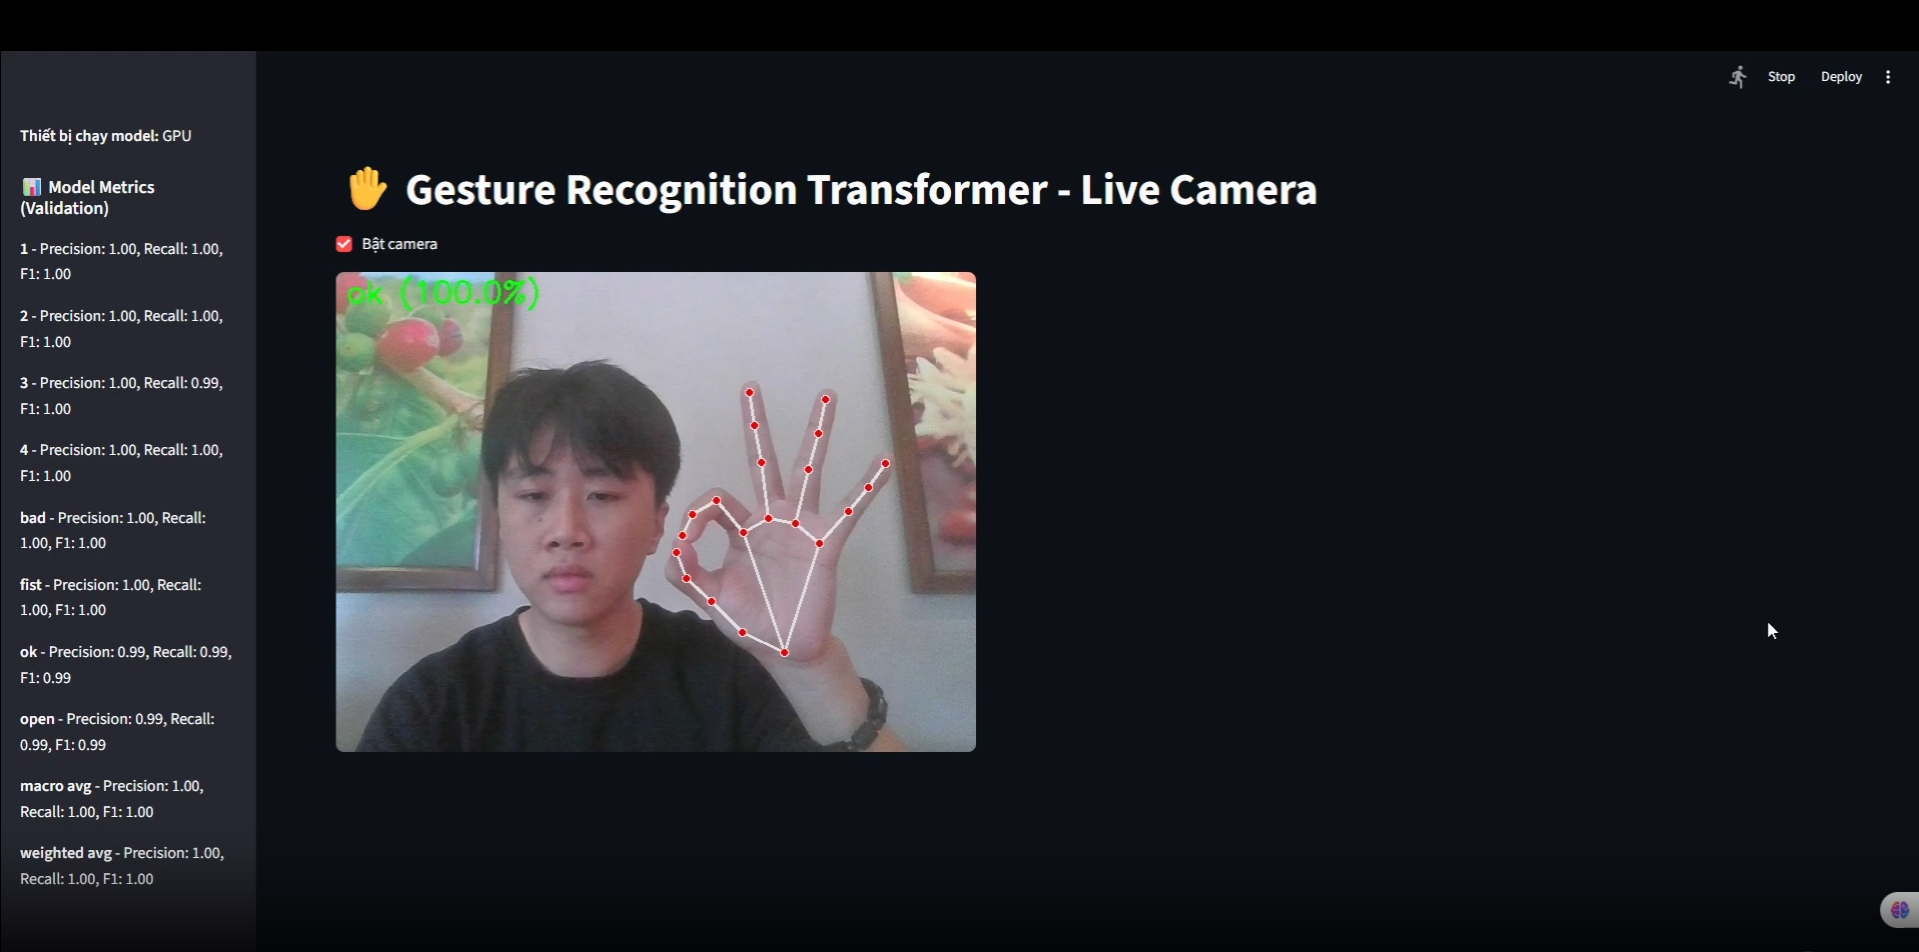 Stop Deploy
Thiết bị chạy model: GPU
📊 Model Metrics
(Validation)
1 - Precision: 1.00, Recall: 1.00,
F1: 1.00
2 - Precision: 1.00, Recall: 1.00,
F1: 1.00
3 - Precision: 1.00, Recall: 0.99,
F1: 1.00
4 - Precision: 1.00, Recall: 1.00,
F1: 1.00
bad - Precision: 1.00, Recall:
1.00, F1: 1.00
fist - Precision: 1.00, Recall:
1.00, F1: 1.00
ok - Precision: 0.99, Recall: 0.99,
F1: 0.99
open - Precision: 0.99, Recall:
0.99, F1: 0.99
macro avg - Precision: 1.00,
Recall: 1.00, F1: 1.00
weighted avg - Precision: 1.00,
Recall: 1.00, F1: 1.00
✋ Gesture Recognition Transformer - Live Camera
Bật camera
ok (100.0%)